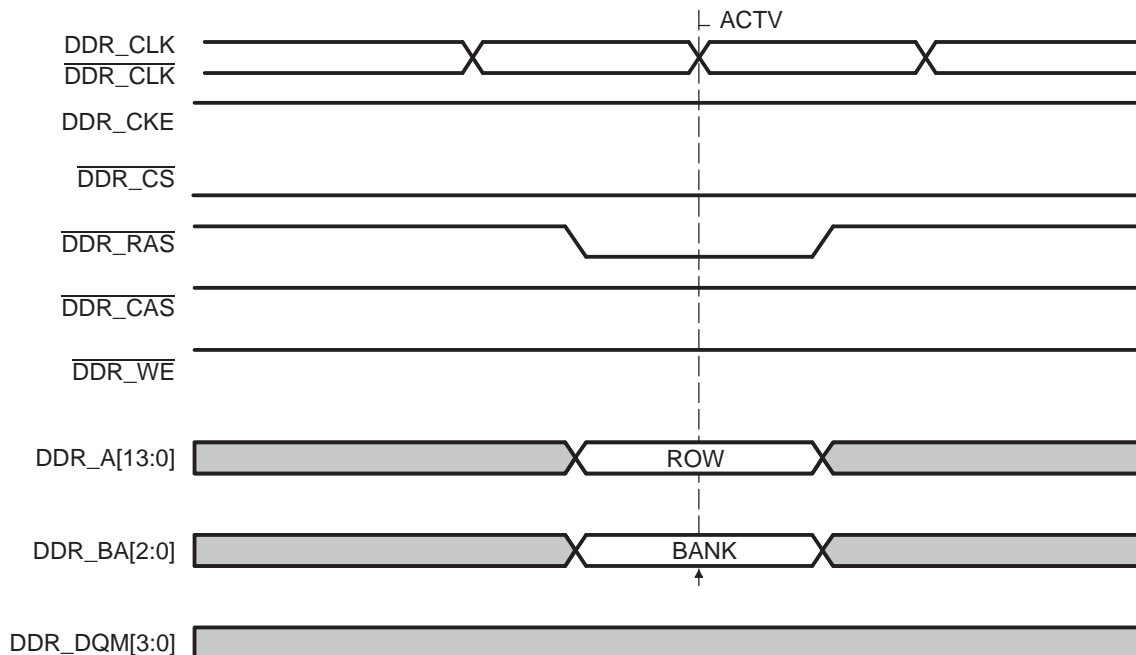 ACTV
DDR_CLK
DDR_CLK
DDR_CKE
DDR_CS
DDR_RAS
DDR_CAS
DDR_WE
DDR_A[13:0] ROW
DDR_BA[2:0] BANK
DDR_DQM[3:0]